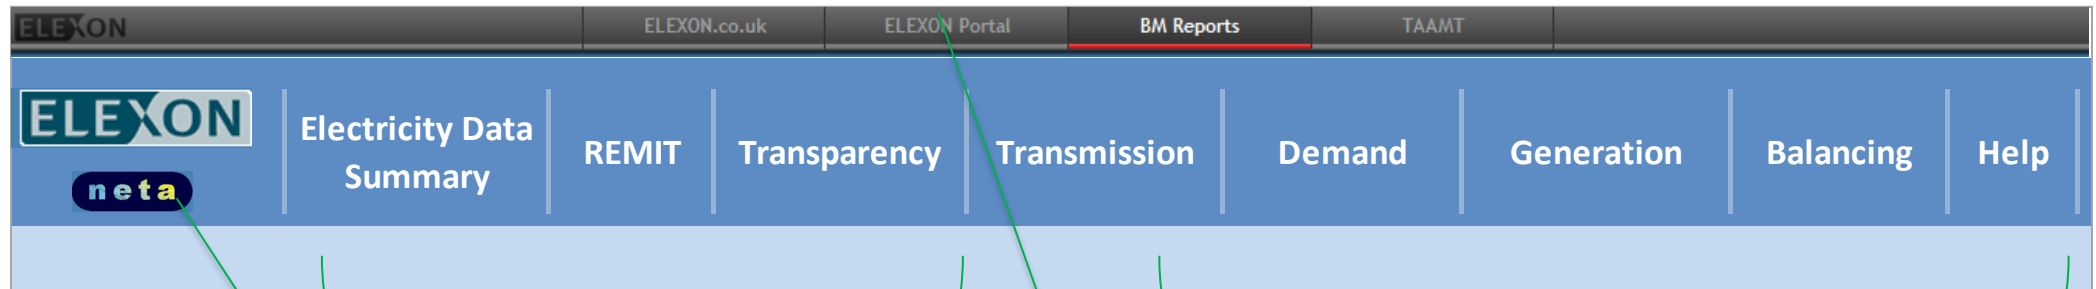 ELEXON ELEXON.co.uk ELEXON Portal BM Reports TAAMT
ELEXON
Electricity Data
Summary
REMIT Transparency Transmission Demand Generation Balancing Help
neta